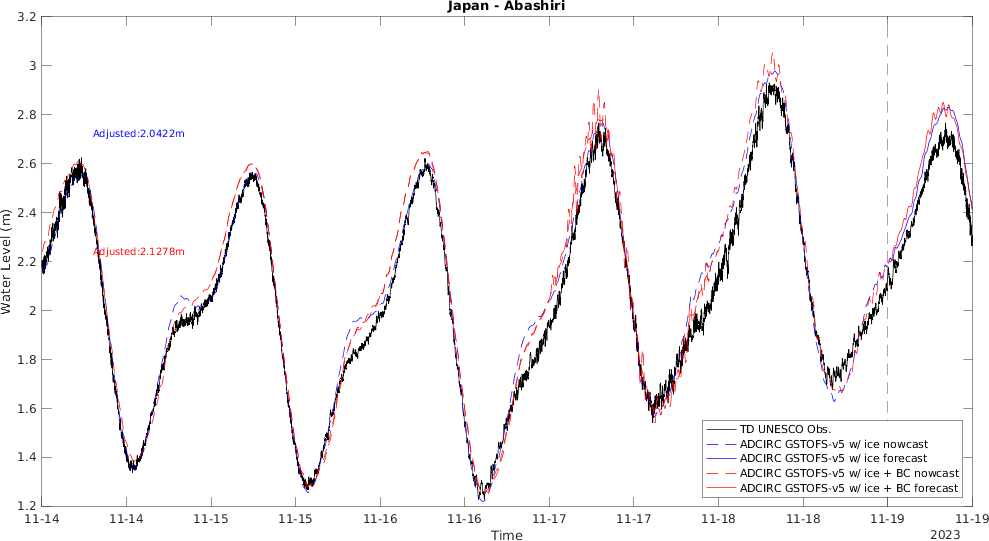 Japan - Abashiri
3.2
3
2.8
2.6
2.4
2.2
2
1.8
1.6
1.4
1.2
Water Level (m)
Adjusted:2.0422m
Adjusted:2.1278m
TD UNESCO Obs.
ADCIRC GSTOFS-v5 w/ ice nowcast
ADCIRC GSTOFS-v5 w/ ice forecast
ADCIRC GSTOFS-v5 w/ ice + BC nowcast
ADCIRC GSTOFS-v5 w/ ice + BC forecast
11-14 11-14 11-15 11-15 11-16 11-16 11-17 11-17 11-18 11-18 11-19 11-19
Time
2023